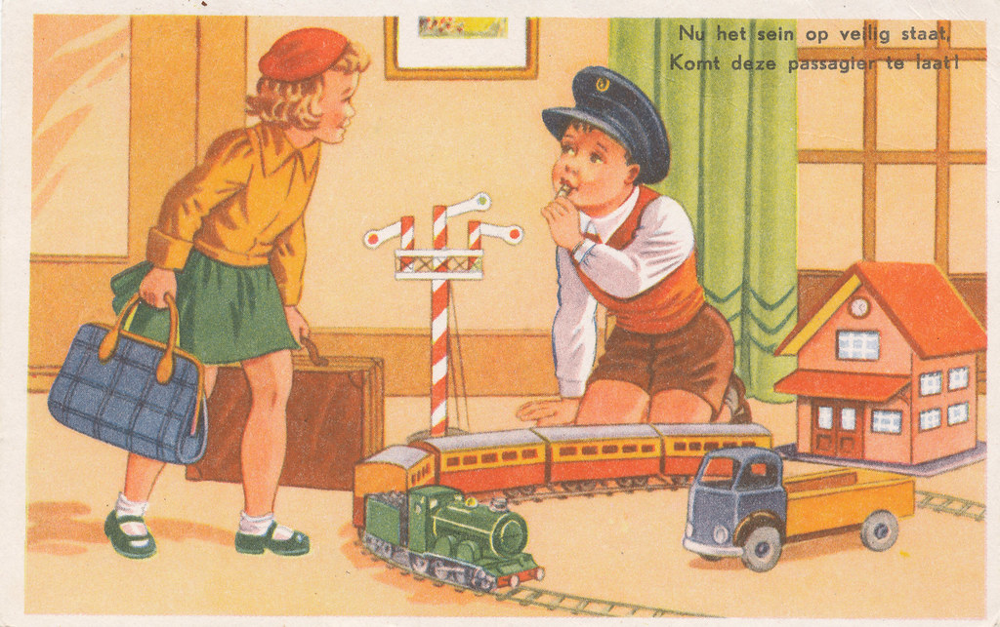 Nu het sein op veilig staat,
Komt deze passagier te laat!